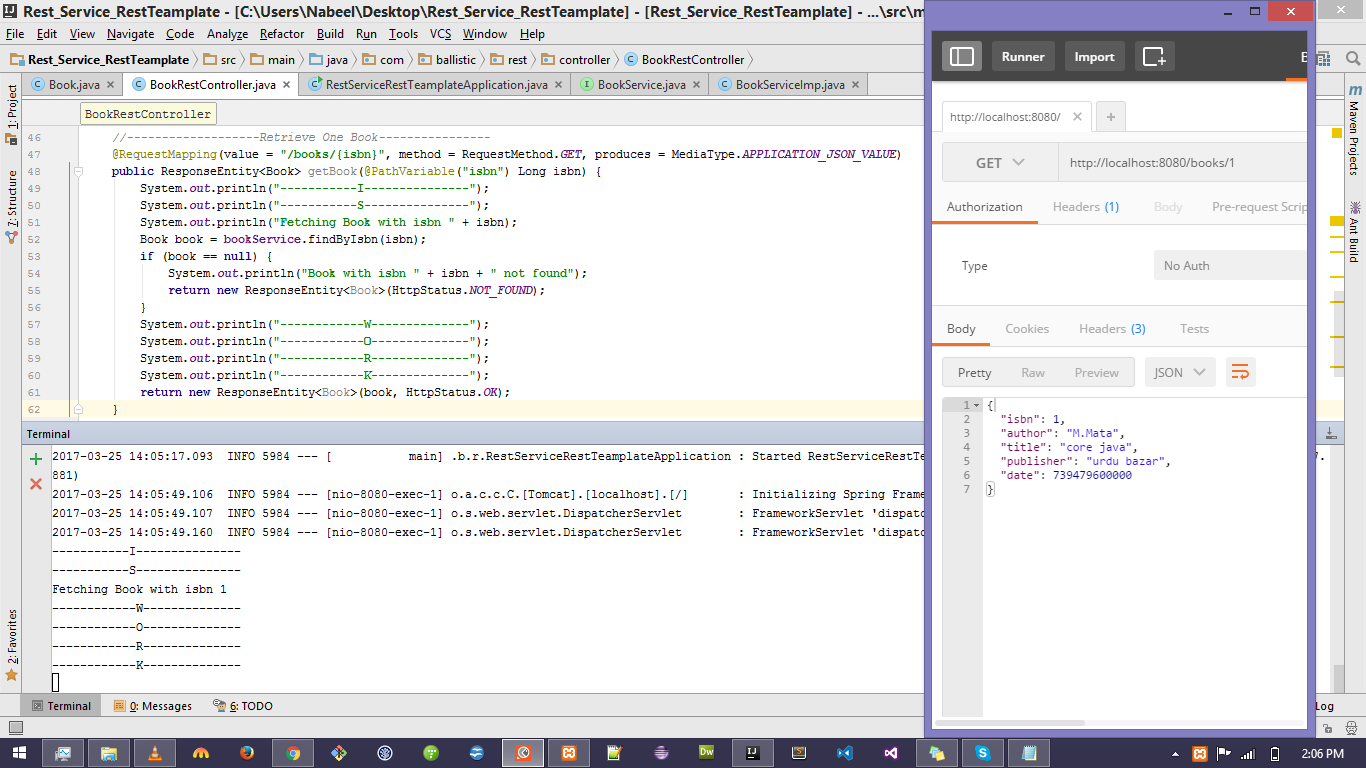 Rest_Service_RestTeamplate - [C:\Users\Nabeel\Desktop\Rest_Service_RestTeamplate] - [Rest_Service_RestTemplate] - ...\src\m
File Edit View Navigate Code Analyze Refactor Build Run Tools VCS Window Help
Rest_Service_RestTeamplate src main java com ballistic rest controller BookRestController
Book.java BookRestController.java RestServiceRestTeamplateApplication.java BookService.java BookServiceImp.java
1: Project
7: Structure
2: Favorites
BookRestController
46 //-------------------Retrieve One Book----------------
47 @RequestMapping(value = "/books/{isbn}", method = RequestMethod.GET, produces = MediaType.APPLICATION_JSON_VALUE)
48 public ResponseEntity<Book> getBook(@PathVariable("isbn") Long isbn) {
49 System.out.println("-----------I---------------");
50 System.out.println("-----------S---------------");
51 System.out.println("Fetching Book with isbn " + isbn);
52 Book book = bookService.findByIsbn(isbn);
53 if (book == null) {
54 System.out.println("Book with isbn " + isbn + " not found");
55 return new ResponseEntity<Book>(HttpStatus.NOT_FOUND);
56 }
57 System.out.println("------------W--------------");
58 System.out.println("------------O--------------");
59 System.out.println("------------R--------------");
60 System.out.println("------------K--------------");
61 return new ResponseEntity<Book>(book, HttpStatus.OK);
62 }
Terminal
2017-03-25 14:05:17.093 INFO 5984 --- [ main] .b.r.RestServiceRestTeamplateApplication : Started RestServiceRestTe
881)
2017-03-25 14:05:49.106 INFO 5984 --- [nio-8080-exec-1] o.a.c.c.C.[Tomcat].[localhost].[/] : Initializing Spring Frame
2017-03-25 14:05:49.107 INFO 5984 --- [nio-8080-exec-1] o.s.web.servlet.DispatcherServlet : FrameworkServlet 'dispatc
2017-03-25 14:05:49.160 INFO 5984 --- [nio-8080-exec-1] o.s.web.servlet.DispatcherServlet : FrameworkServlet 'dispatc
-----------I---------------
-----------S---------------
Fetching Book with isbn 1
------------W--------------
------------O--------------
------------R--------------
------------K--------------
Terminal 0: Messages 6: TODO
Runner Import
http://localhost:8080/
GET http://localhost:8080/books/1
Authorization Headers (1) Body Pre-request Scrip
Type No Auth
Body Cookies Headers (3) Tests
Pretty Raw Preview JSON
1 {
2 "isbn": 1,
3 "author": "M.Mata",
4 "title": "core java",
5 "publisher": "urdu bazar",
6 "date": 739479600000
7 }
Maven Projects
Ant Build
7.
Log
Dw
IJ
2:06 PM